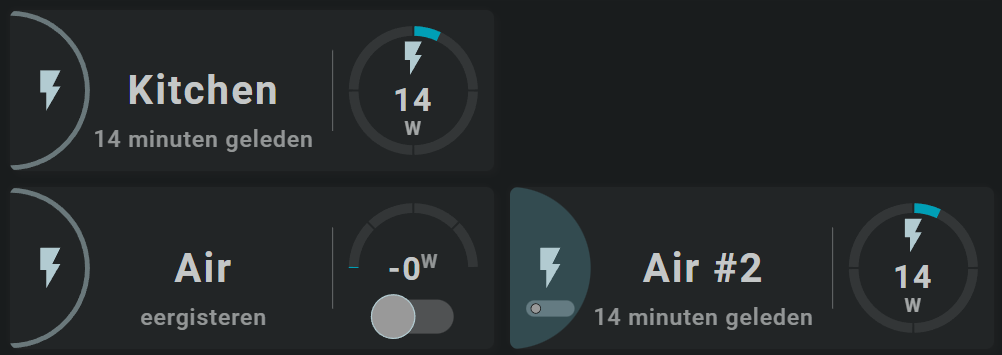 Kitchen
14 minuten geleden
14
W
Air
eergisteren
-0W
Air #2
14 minuten geleden
14
W